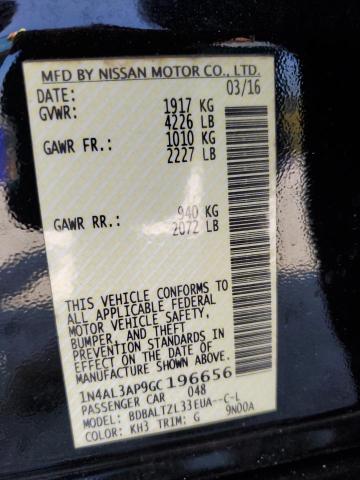 MFD BY NISSAN MOTOR CO., LTD.
DATE: 03/16
GVWR: 1917 KG
4226 LB
GAWR FR.: 1010 KG
2227 LB
GAWR RR.: 940 KG
2072 LB
THIS VEHICLE CONFORMS TO
ALL APPLICABLE FEDERAL
MOTOR VEHICLE SAFETY,
BUMPER, AND THEFT
PREVENTION STANDARDS IN
EFFECT ON THE DATE OF
MANUFACTURE SHOWN ABOVE.
1N4AL3AP9GC196656
PASSENGER CAR 048
MODEL: BDBALTZL33EUA--C-L
COLOR: KH3 TRIM: G 9N00A